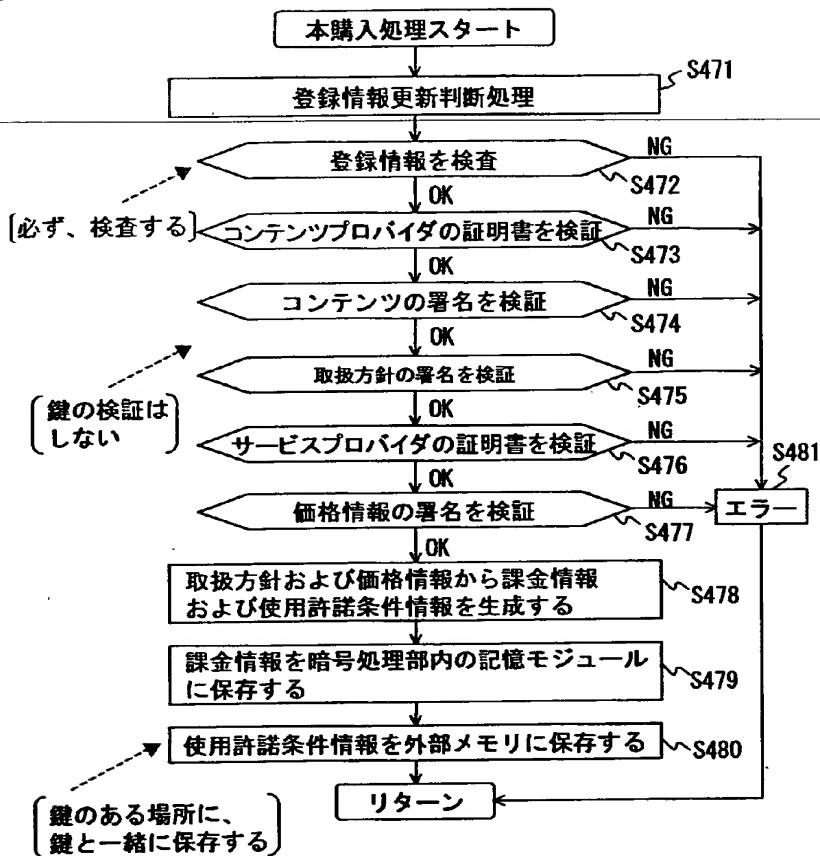 本購入処理スタート
S471
登録情報更新判断処理
登録情報を検査
NG
S472
OK
〔必ず、検査する〕
コンテンツプロバイダの証明書を検証
NG
S473
OK
コンテンツの署名を検証
NG
S474
OK
取扱方針の署名を検証
NG
S475
OK
鍵の検証は
しない
サービスプロバイダの証明書を検証
NG
S476
OK
価格情報の署名を検証
NG
S477
OK
S481
エラー
取扱方針および価格情報から課金情報
および使用許諾条件情報を生成する
S478
課金情報を暗号処理部内の記憶モジュール
に保存する
S479
使用許諾条件情報を外部メモリに保存する
S480
リターン
鍵のある場所に、
鍵と一緒に保存する